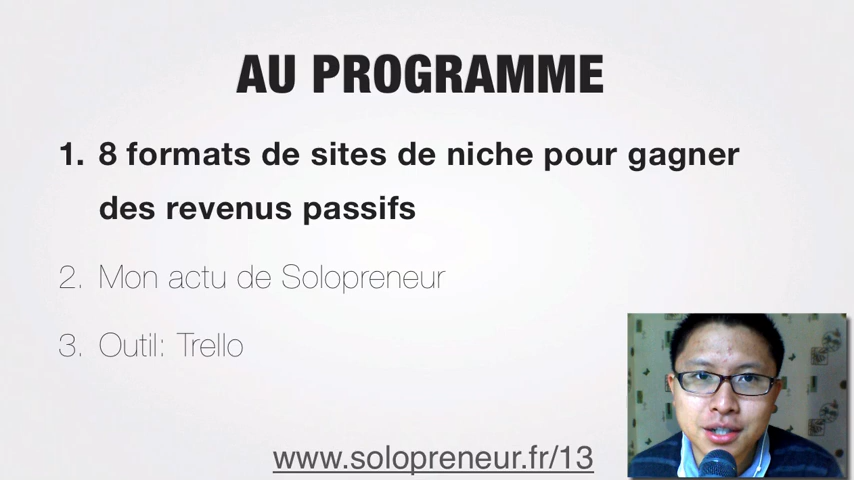 AU PROGRAMME
1. 8 formats de sites de niche pour gagner
des revenus passifs
2. Mon actu de Solopreneur
3. Outil: Trello
www.solopreneur.fr/13